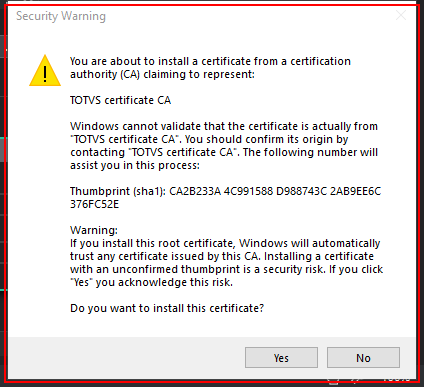 Security Warning
You are about to install a certificate from a certification
authority (CA) claiming to represent:
TOTVS certificate CA
Windows cannot validate that the certificate is actually from
"TOTVS certificate CA". You should confirm its origin by
contacting "TOTVS certificate CA". The following number will
assist you in this process:
Thumbprint (sha1): CA2B233A 4C991588 D988743C 2AB9EE6C
376FC52E
Warning:
If you install this root certificate, Windows will automatically
trust any certificate issued by this CA. Installing a certificate
with an unconfirmed thumbprint is a security risk. If you click
"Yes" you acknowledge this risk.
Do you want to install this certificate?
Yes No